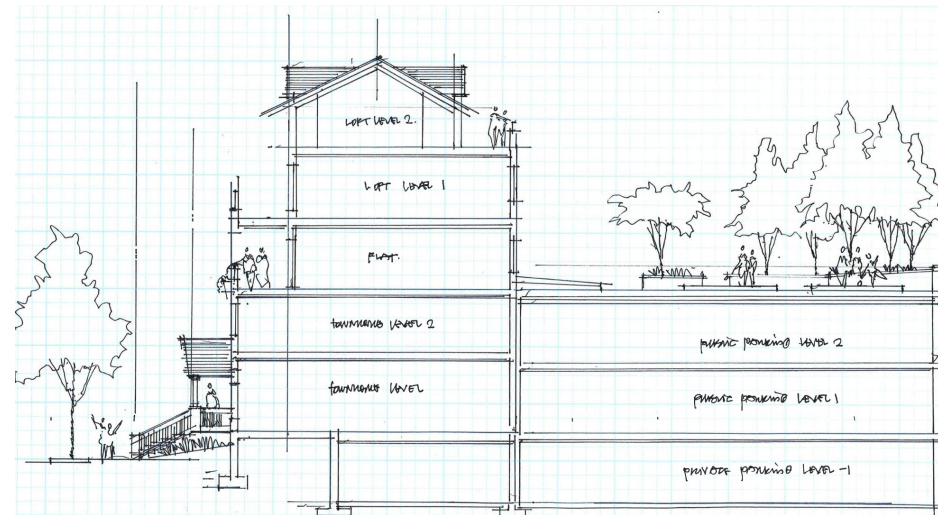 LOFT LEVEL 2.
LOFT LEVEL 1
FLAT.
TOWNHOME LEVEL 2
TOWNHOME LEVEL
PUBLIC PARKING LEVEL 2
PUBLIC PARKING LEVEL 1
PRIVATE PARKING LEVEL -1